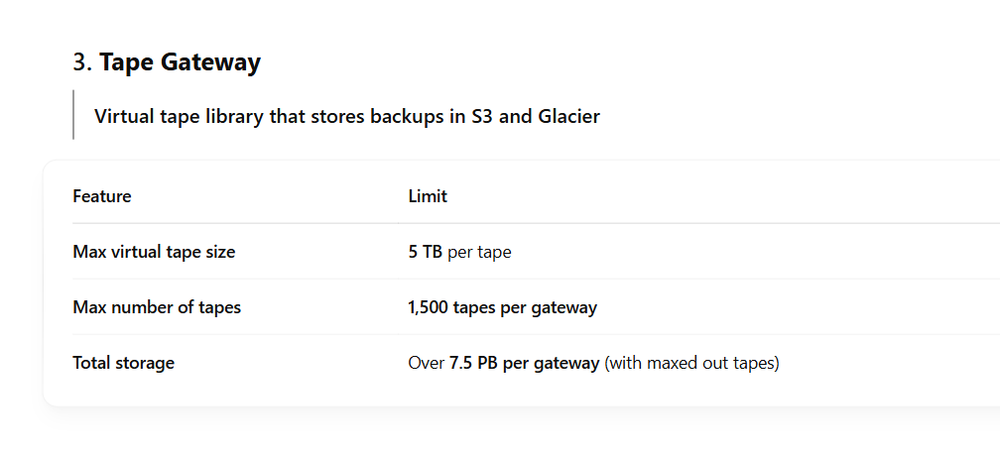 3. Tape Gateway
Virtual tape library that stores backups in S3 and Glacier
Feature Limit
Max virtual tape size 5 TB per tape
Max number of tapes 1,500 tapes per gateway
Total storage Over 7.5 PB per gateway (with maxed out tapes)